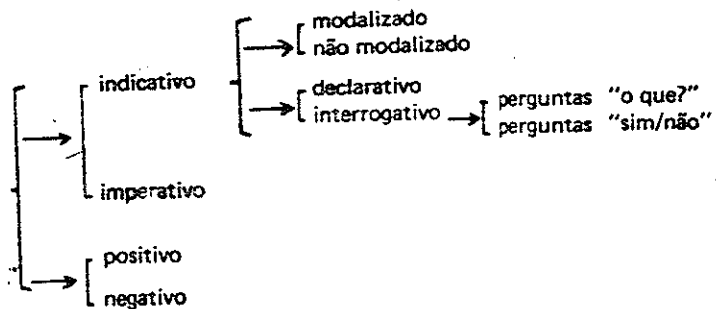 modalizado
não modalizado
indicativo
declarativo
interrogativo
perguntas "o que?"
perguntas "sim/não"
imperativo
positivo
negativo